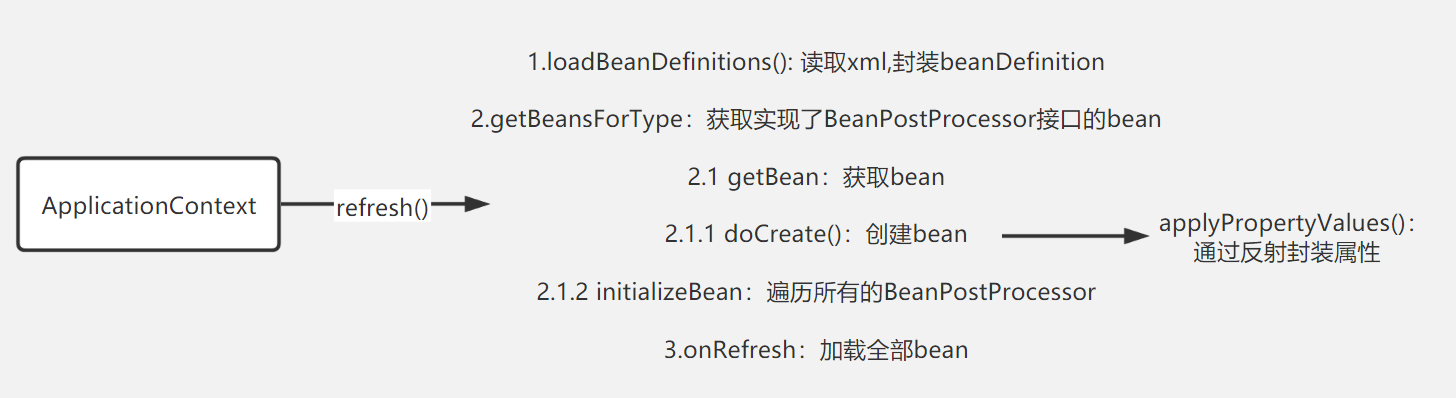 1.loadBeanDefinitions(): 读取xml,封装beanDefinition
2.getBeansForType：获取实现了BeanPostProcessor接口的bean
2.1 getBean：获取bean
ApplicationContext
refresh()
2.1.1 doCreate()：创建bean
applyPropertyValues()：
通过反射封装属性
2.1.2 initializeBean：遍历所有的BeanPostProcessor
3.onRefresh：加载全部bean